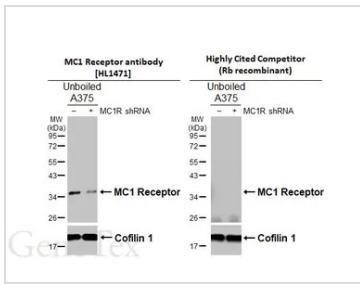 MC1 Receptor antibody
[HL1471]
Unboiled
A375
− + MC1R shRNA
MW
(kDa)
95
72
55
43
34 MC1 Receptor
26
17 Cofilin 1
Highly Cited Competitor
(Rb recombinant)
Unboiled
A375
− + MC1R shRNA
MW
(kDa)
95
72
55
43
34 MC1 Receptor
26
17 Cofilin 1
GeneTex